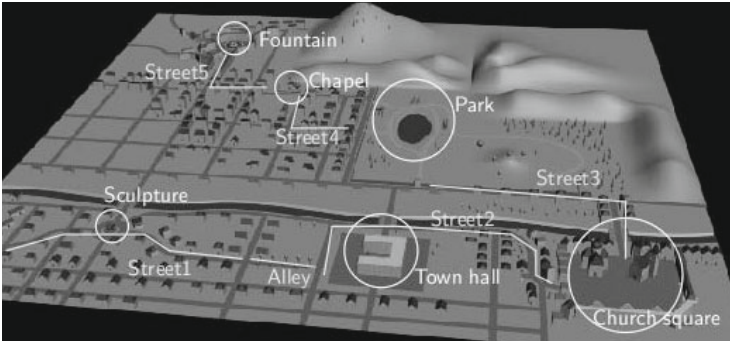 Fountain
Street5
Chapel
Park
Street4
Street3
Sculpture
Street2
Street1
Alley
Town hall
Church square